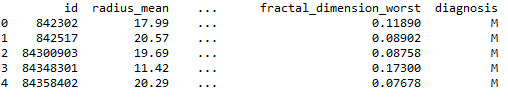 id radius_mean ... fractal_dimension_worst diagnosis
0 842302 17.99 ... 0.11890 M
1 842517 20.57 ... 0.08902 M
2 84300903 19.69 ... 0.08758 M
3 84348301 11.42 ... 0.17300 M
4 84358402 20.29 ... 0.07678 M